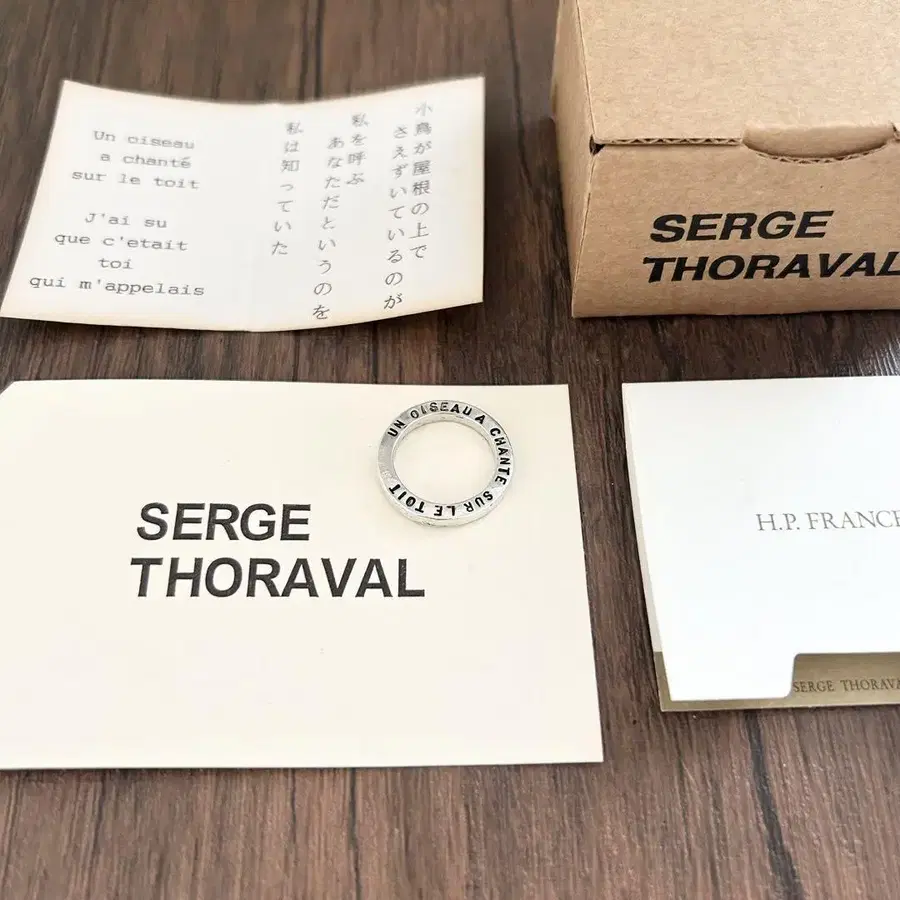 Un oiseau
a chanté
sur le toit
J'ai su
que c'etait
toi
qui m'appelais
小鳥が屋根の上で
さえずいているのが
私を呼ぶ
あなただというのを
私は知っていた
SERGE
THORAVAL
SERGE
THORAVAL
UN OISEAU A CHANTE SUR LE TOIT
H.P. FRANCE
SERGE THORAVA